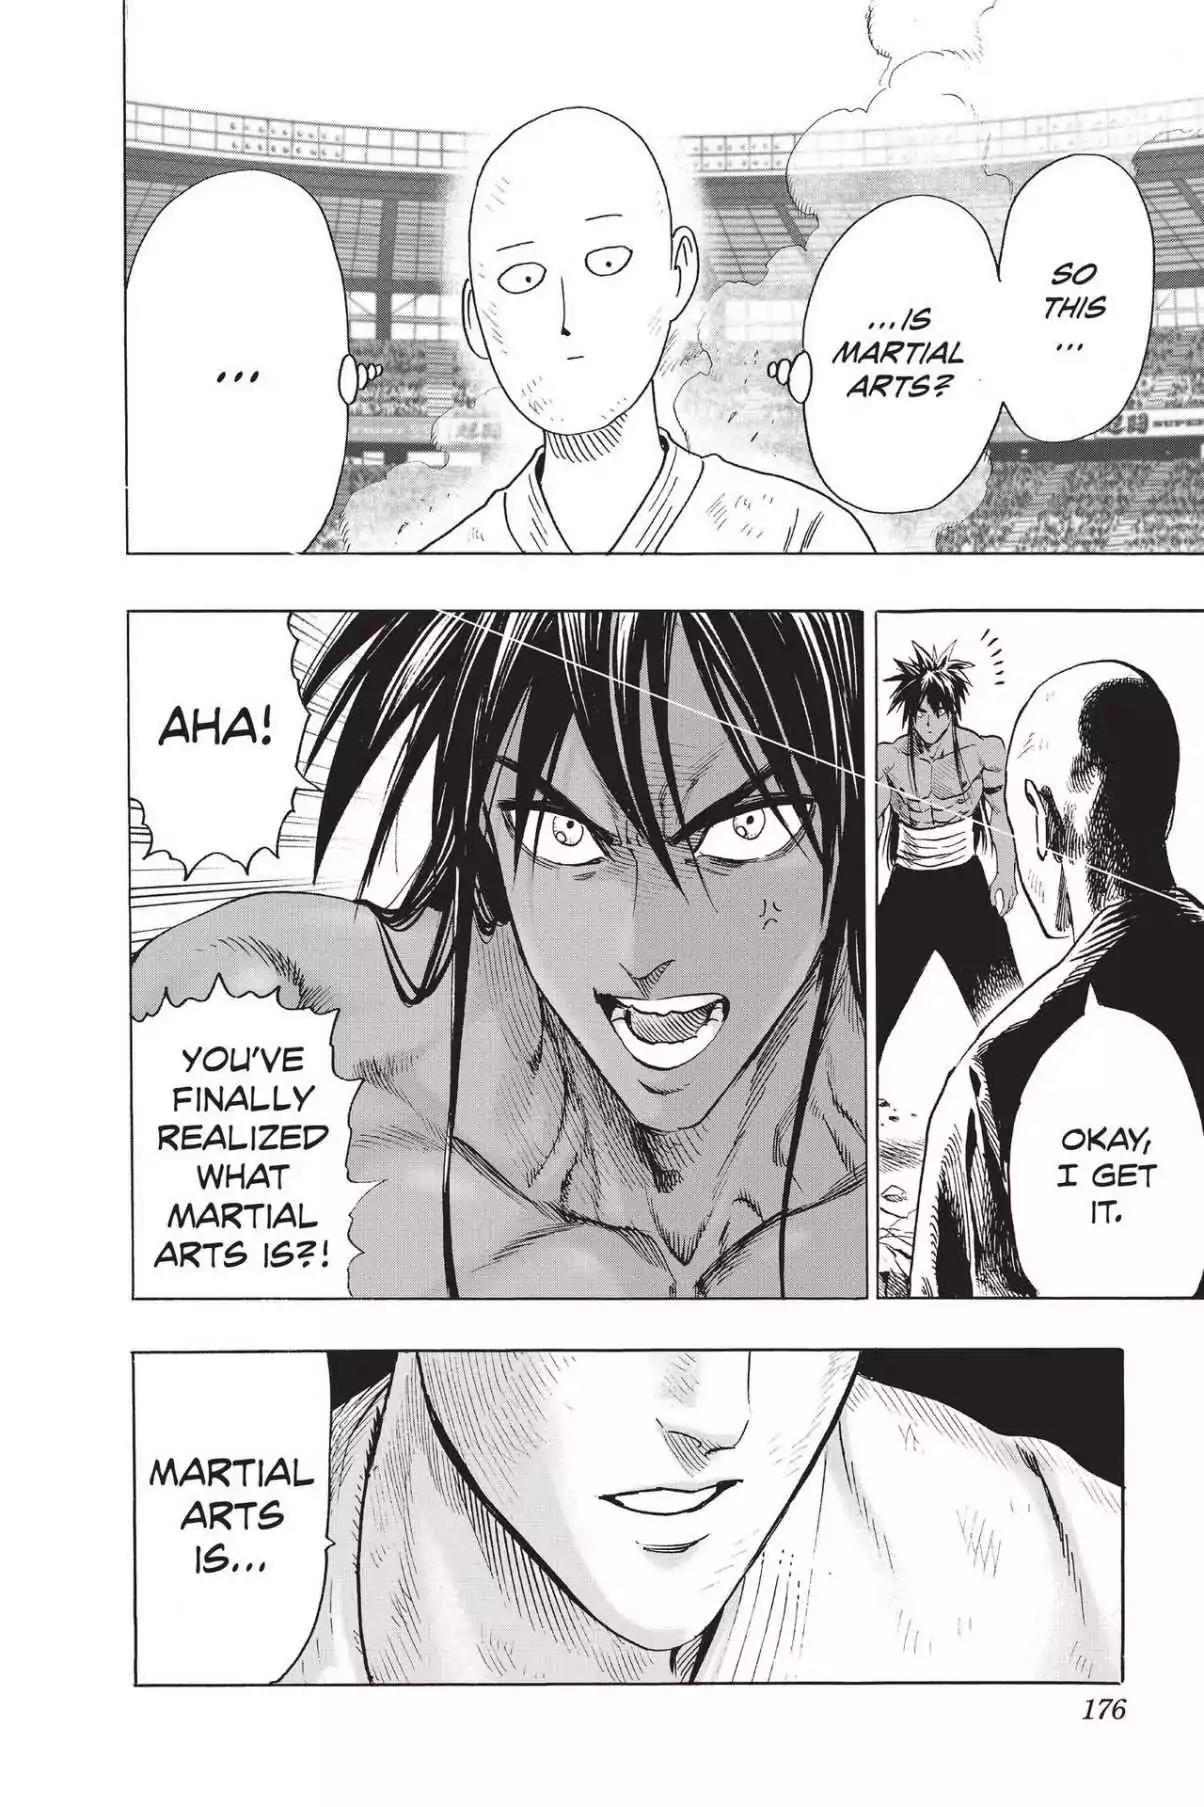 SO
THIS
...
...IS
MARTIAL
ARTS?
...
OKAY,
I GET
IT.
AHA!
YOU'VE
FINALLY
REALIZED
WHAT
MARTIAL
ARTS IS?!
MARTIAL
ARTS
IS...
176